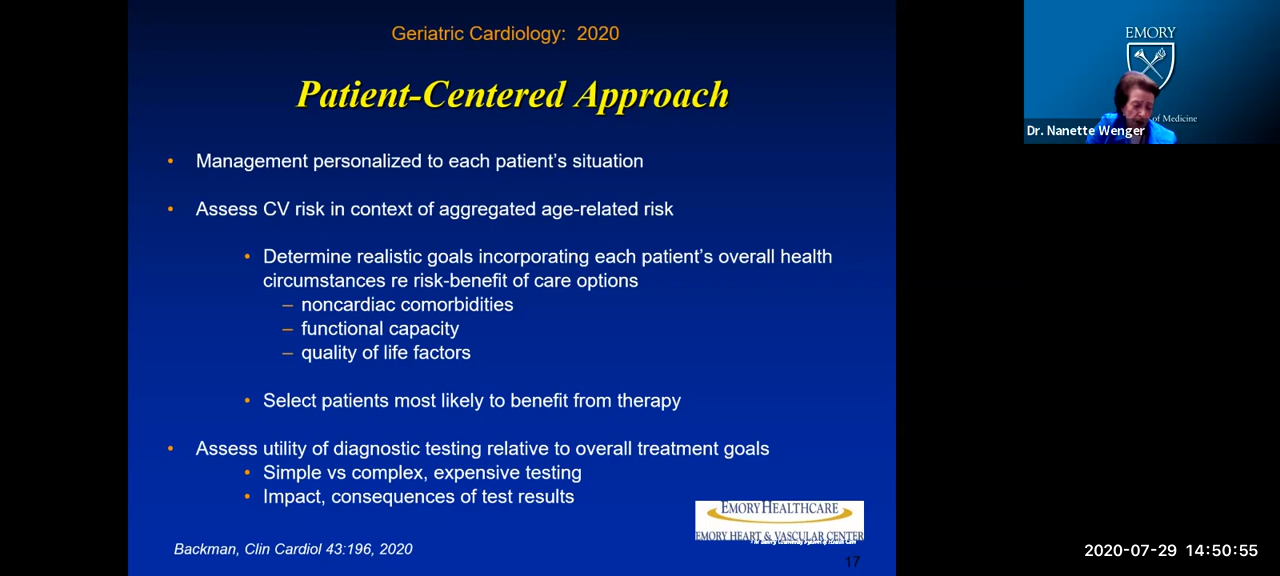 Geriatric Cardiology: 2020
Patient-Centered Approach
• Management personalized to each patient's situation
• Assess CV risk in context of aggregated age-related risk
• Determine realistic goals incorporating each patient's overall health
circumstances re risk-benefit of care options
– noncardiac comorbidities
– functional capacity
– quality of life factors
• Select patients most likely to benefit from therapy
• Assess utility of diagnostic testing relative to overall treatment goals
• Simple vs complex, expensive testing
• Impact, consequences of test results
EMORY HEALTHCARE
EMORY HEART & VASCULAR CENTER
Backman, Clin Cardiol 43:196, 2020
17
EMORY
of Medicine
Dr. Nanette Wenger
2020-07-29 14:50:55